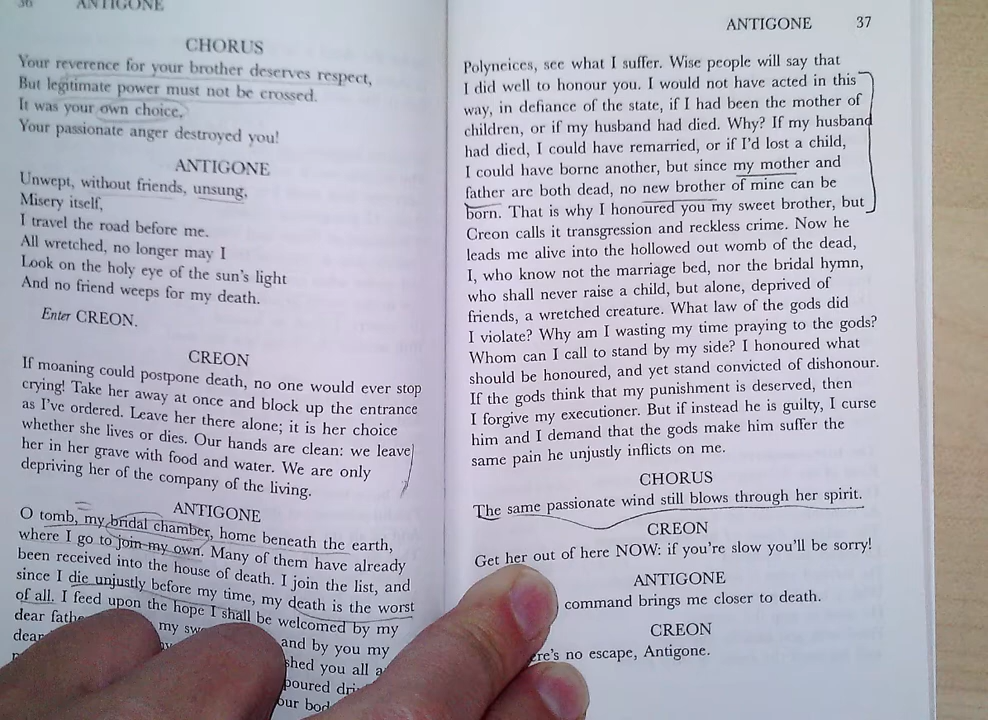 36 ANTIGONE
CHORUS
Your reverence for your brother deserves respect,
But legitimate power must not be crossed.
It was your own choice,
Your passionate anger destroyed you!
ANTIGONE
Unwept, without friends, unsung,
Misery itself,
I travel the road before me.
All wretched, no longer may I
Look on the holy eye of the sun's light
And no friend weeps for my death.
Enter CREON.
CREON
If moaning could postpone death, no one would ever stop
crying! Take her away at once and block up the entrance
as I've ordered. Leave her there alone; it is her choice
whether she lives or dies. Our hands are clean: we leave
her in her grave with food and water. We are only
depriving her of the company of the living.
ANTIGONE
O tomb, my bridal chamber, home beneath the earth,
where I go to join my own. Many of them have already
been received into the house of death. I join the list, and
since I die unjustly before my time, my death is the worst
of all. I feed upon the hope I shall be welcomed by my
dear my and by you my
dear you all
poured
ANTIGONE 37
Polyneices, see what I suffer. Wise people will say that
I did well to honour you. I would not have acted in this
way, in defiance of the state, if I had been the mother of
children, or if my husband had died. Why? If my husband
had died, I could have remarried, or if I'd lost a child,
I could have borne another, but since my mother and
father are both dead, no new brother of mine can be
born. That is why I honoured you my sweet brother, but
Creon calls it transgression and reckless crime. Now he
leads me alive into the hollowed out womb of the dead,
I, who know not the marriage bed, nor the bridal hymn,
who shall never raise a child, but alone, deprived of
friends, a wretched creature. What law of the gods did
I violate? Why am I wasting my time praying to the gods?
Whom can I call to stand by my side? I honoured what
should be honoured, and yet stand convicted of dishonour.
If the gods think that my punishment is deserved, then
I forgive my executioner. But if instead he is guilty, I curse
him and I demand that the gods make him suffer the
same pain he unjustly inflicts on me.
CHORUS
The same passionate wind still blows through her spirit.
CREON
Get her out of here NOW: if you're slow you'll be sorry!
ANTIGONE
command brings me closer to death.
CREON
no escape, Antigone.